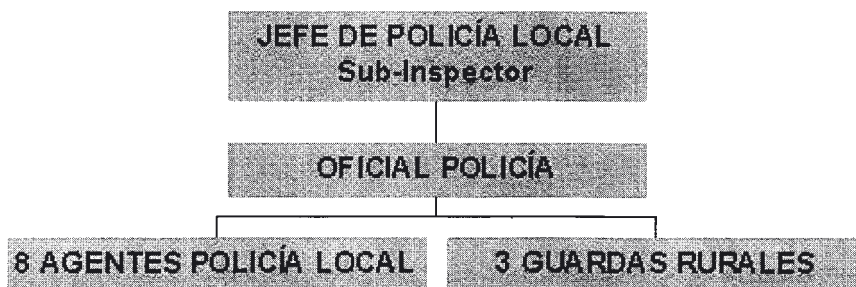 JEFE DE POLICÍA LOCAL
Sub-Inspector
OFICIAL POLICÍA
8 AGENTES POLICÍA LOCAL
3 GUARDAS RURALES